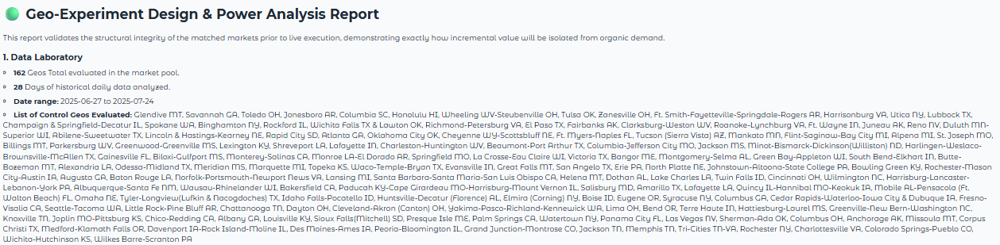 Geo-Experiment Design & Power Analysis Report
This report validates the structural integrity of the matched markets prior to live execution, demonstrating exactly how incremental value will be isolated from organic demand.
1. Data Laboratory
162 Geos Total evaluated in the market pool.
28 Days of historical daily data analyzed.
Date range: 2025-06-27 to 2025-07-24
List of Control Geos Evaluated: Glendive MT, Savannah GA, Toledo OH, Jonesboro AR, Columbia SC, Honolulu HI, Wheeling WV-Steubenville OH, Tulsa OK, Zanesville OH, Ft. Smith-Fayetteville-Springdale-Rogers AR, Harrisonburg VA, Utica NY, Lubbock TX,
Champaign & Springfield-Decatur IL, Spokane WA, Binghamton NY, Rockford IL, Wichita Falls TX & Lawton OK, Richmond-Petersburg VA, El Paso TX, Fairbanks AK, Clarksburg-Weston WV, Roanoke-Lynchburg VA, Ft. Wayne IN, Juneau AK, Reno NV, Duluth MN-
Superior WI, Abilene-Sweetwater TX, Lincoln & Hastings-Kearney NE, Rapid City SD, Atlanta GA, Oklahoma City OK, Cheyenne WY-Scottsbluff NE, Ft. Myers-Naples FL, Tucson (Sierra Vista) AZ, Mankato MN, Flint-Saginaw-Bay City MI, Alpena MI, St. Joseph MO,
Billings MT, Parkersburg WV, Greenwood-Greenville MS, Lexington KY, Shreveport LA, Lafayette IN, Charleston-Huntington WV, Beaumont-Port Arthur TX, Columbia-Jefferson City MO, Jackson MS, Minot-Bismarck-Dickinson(Williston) ND, Harlingen-Weslaco-
Brownsville-McAllen TX, Gainesville FL, Biloxi-Gulfport MS, Monterey-Salinas CA, Monroe LA-El Dorado AR, Springfield MO, La Crosse-Eau Claire WI, Victoria TX, Bangor ME, Montgomery-Selma AL, Green Bay-Appleton WI, South Bend-Elkhart IN, Butte-
Bozeman MT, Alexandria LA, Odessa-Midland TX, Meridian MS, Marquette MI, Topeka KS, Waco-Temple-Bryan TX, Evansville IN, Great Falls MT, San Angelo TX, Erie PA, North Platte NE, Johnstown-Altoona-State College PA, Bowling Green KY, Rochester-Mason
City-Austin IA, Augusta GA, Baton Rouge LA, Norfolk-Portsmouth-Newport News VA, Lansing MI, Santa Barbara-Santa Maria-San Luis Obispo CA, Helena MT, Dothan AL, Lake Charles LA, Twin Falls ID, Cincinnati OH, Wilmington NC, Harrisburg-Lancaster-
Lebanon-York PA, Albuquerque-Santa Fe NM, Wausau-Rhinelander WI, Bakersfield CA, Paducah KY-Cape Girardeau MO-Harrisburg-Mount Vernon IL, Salisbury MD, Amarillo TX, Lafayette LA, Quincy IL-Hannibal MO-Keokuk IA, Mobile AL-Pensacola (Ft.
Walton Beach) FL, Omaha NE, Tyler-Longview(Lufkin & Nacogdoches) TX, Idaho Falls-Pocatello ID, Huntsville-Decatur (Florence) AL, Elmira (Corning) NY, Boise ID, Eugene OR, Syracuse NY, Columbus GA, Cedar Rapids-Waterloo-Iowa City & Dubuque IA, Fresno-
Visalia CA, Seattle-Tacoma WA, Little Rock-Pine Bluff AR, Chattanooga TN, Dayton OH, Cleveland-Akron (Canton) OH, Yakima-Pasco-Richland-Kennewick WA, Lima OH, Bend OR, Terre Haute IN, Hattiesburg-Laurel MS, Greenville-New Bern-Washington NC,
Knoxville TN, Joplin MO-Pittsburg KS, Chico-Redding CA, Albany GA, Louisville KY, Sioux Falls(Mitchell) SD, Presque Isle ME, Palm Springs CA, Watertown NY, Panama City FL, Las Vegas NV, Sherman-Ada OK, Columbus OH, Anchorage AK, Missoula MT, Corpus
Christi TX, Medford-Klamath Falls OR, Davenport IA-Rock Island-Moline IL, Des Moines-Ames IA, Peoria-Bloomington IL, Grand Junction-Montrose CO, Jackson TN, Memphis TN, Tri-Cities TN-VA, Rochester NY, Charlottesville VA, Colorado Springs-Pueblo CO,
Wichita-Hutchinson KS, Wilkes Barre-Scranton PA